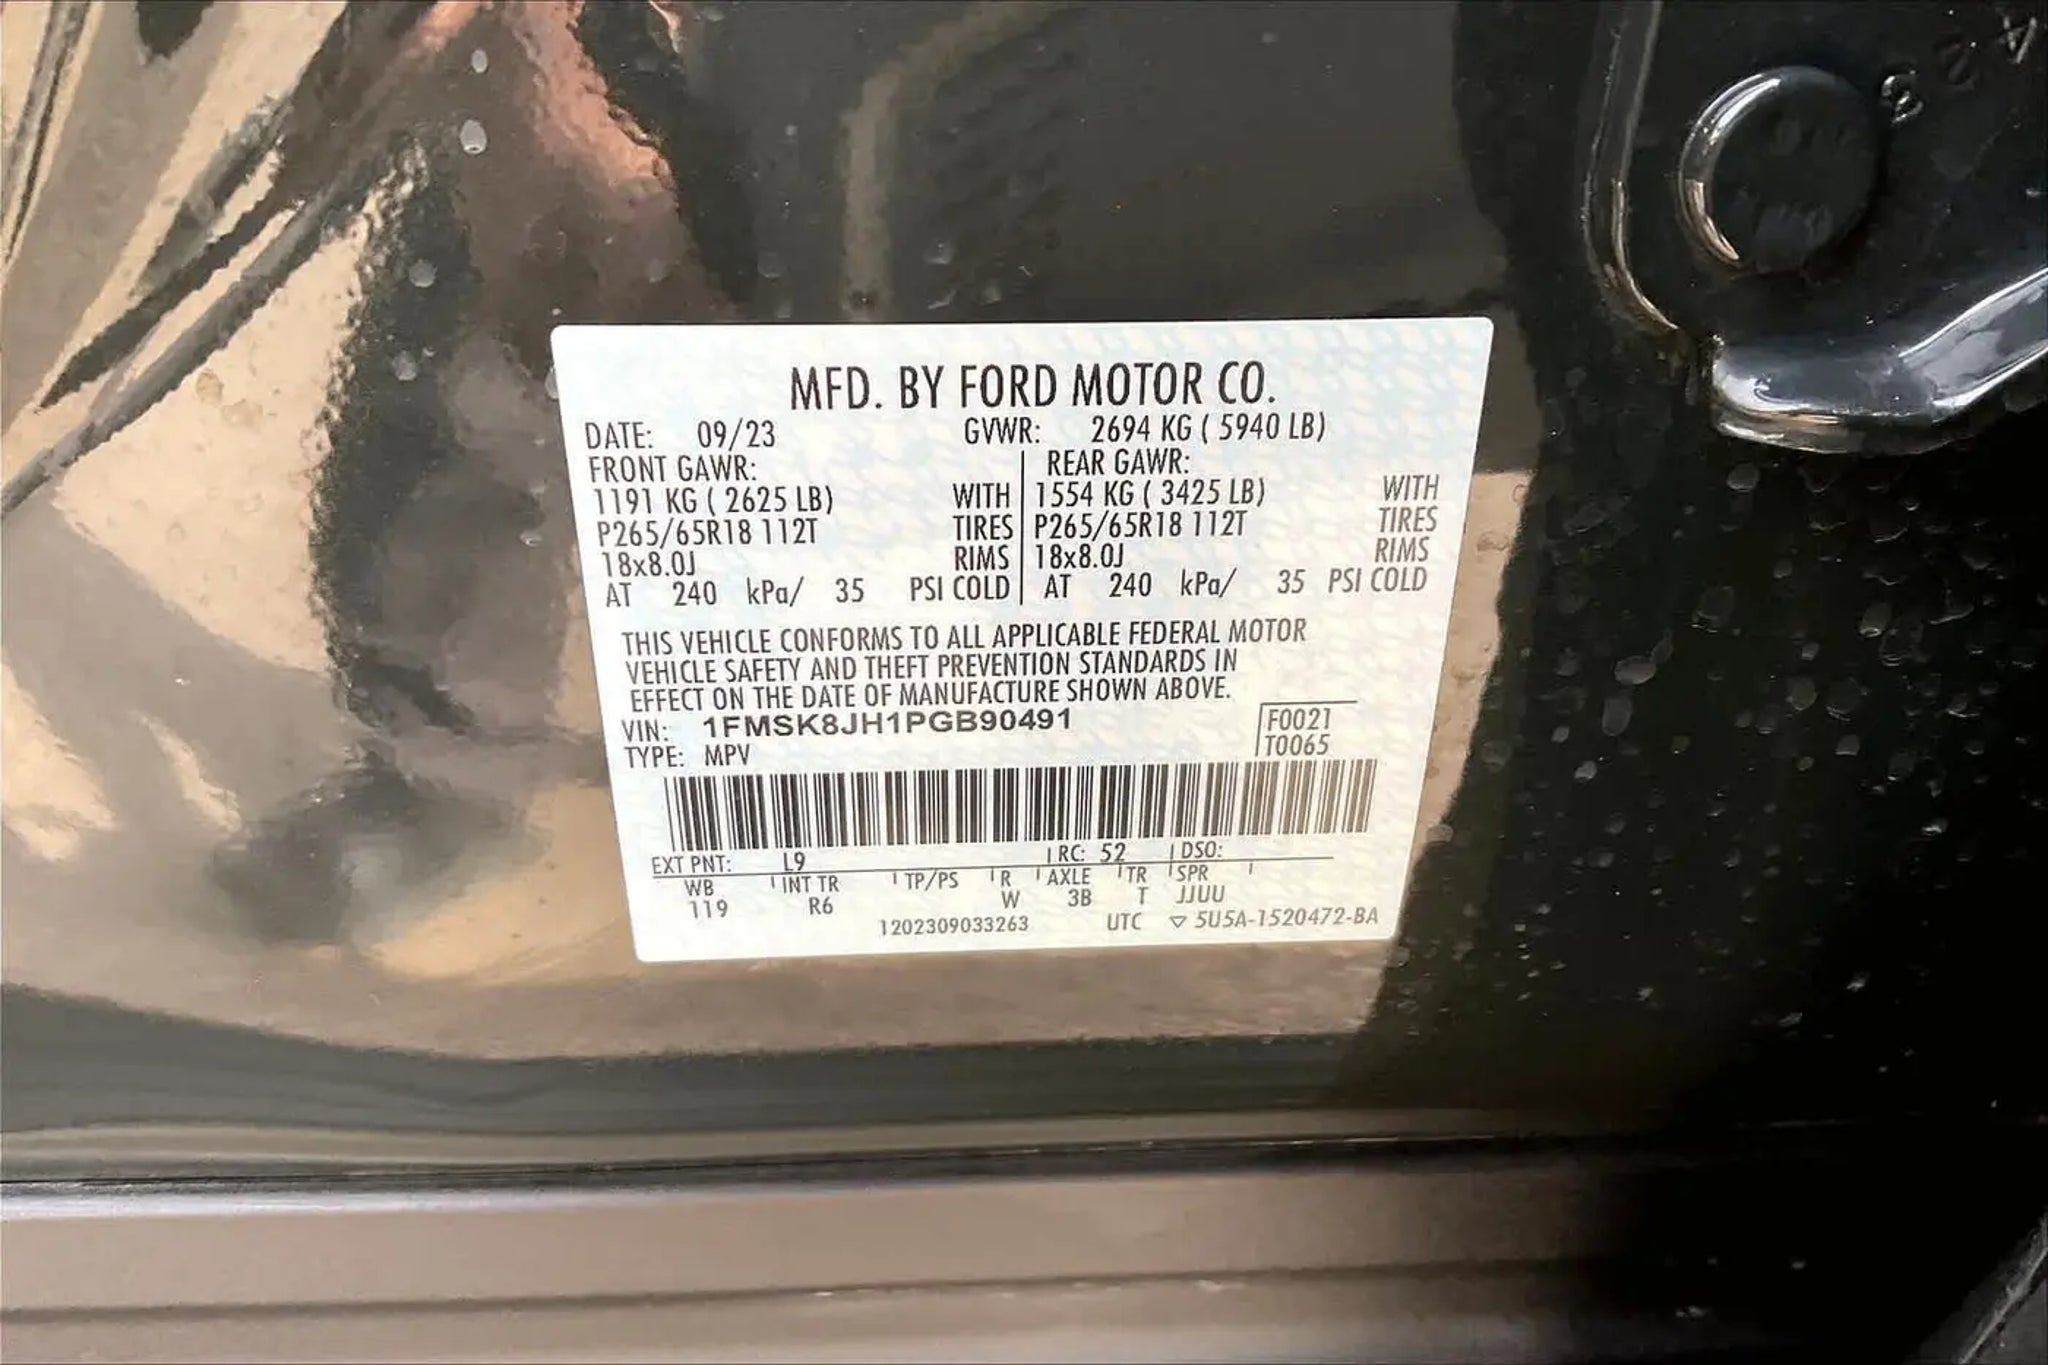 MFD. BY FORD MOTOR CO.
DATE: 09/23 GVWR: 2694 KG ( 5940 LB)
FRONT GAWR: REAR GAWR:
1191 KG ( 2625 LB) WITH 1554 KG ( 3425 LB) WITH
P265/65R18 112T TIRES P265/65R18 112T TIRES
18x8.0J RIMS 18x8.0J RIMS
AT 240 kPa/ 35 PSI COLD AT 240 kPa/ 35 PSI COLD
THIS VEHICLE CONFORMS TO ALL APPLICABLE FEDERAL MOTOR
VEHICLE SAFETY AND THEFT PREVENTION STANDARDS IN
EFFECT ON THE DATE OF MANUFACTURE SHOWN ABOVE.
VIN: 1FMSK8JH1PGB90491 F0021
TYPE: MPV T0065
EXT PNT: L9 RC: 52 DSO:
WB INT TR TP/PS R AXLE TR SPR
119 R6 W 3B T JJUU
1202309033263 UTC ▽ 5U5A-1520472-BA